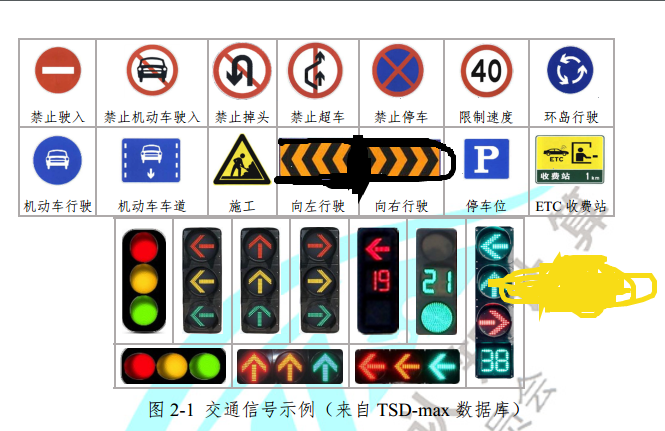 40
禁止驶入 禁止机动车驶入 禁止掉头 禁止超车 禁止停车 限制速度 环岛行驶
P ETC
收费站 1km
机动车行驶 机动车车道 施工 向左行驶 向右行驶 停车位 ETC 收费站
19 21
38
图 2-1 交通信号示例（来自 TSD-max 数据库）